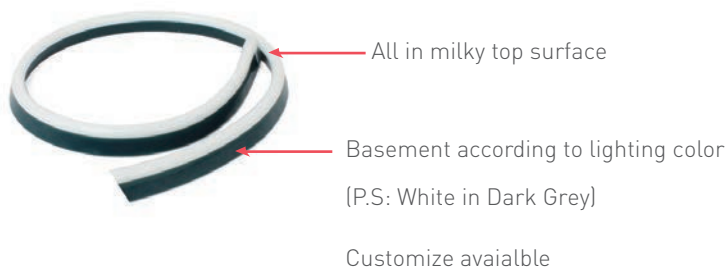 All in milky top surface
Basement according to lighting color
(P.S: White in Dark Grey)
Customize avaialble